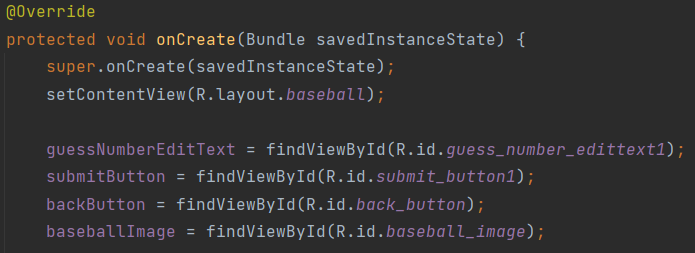 @Override
protected void onCreate(Bundle savedInstanceState) {
super.onCreate(savedInstanceState);
setContentView(R.layout.baseball);
guessNumberEditText = findViewById(R.id.guess_number_edittext1);
submitButton = findViewById(R.id.submit_button1);
backButton = findViewById(R.id.back_button);
baseballImage = findViewById(R.id.baseball_image);